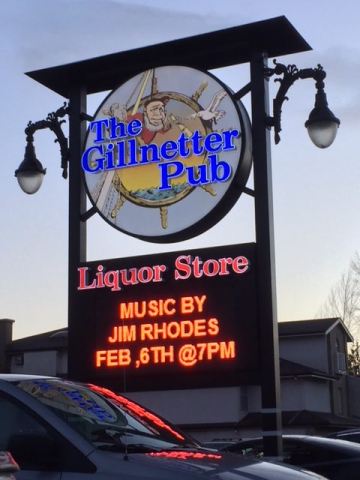 The
Gillnetter
Pub
Liquor Store
MUSIC BY
JIM RHODES
FEB ,6TH @7PM